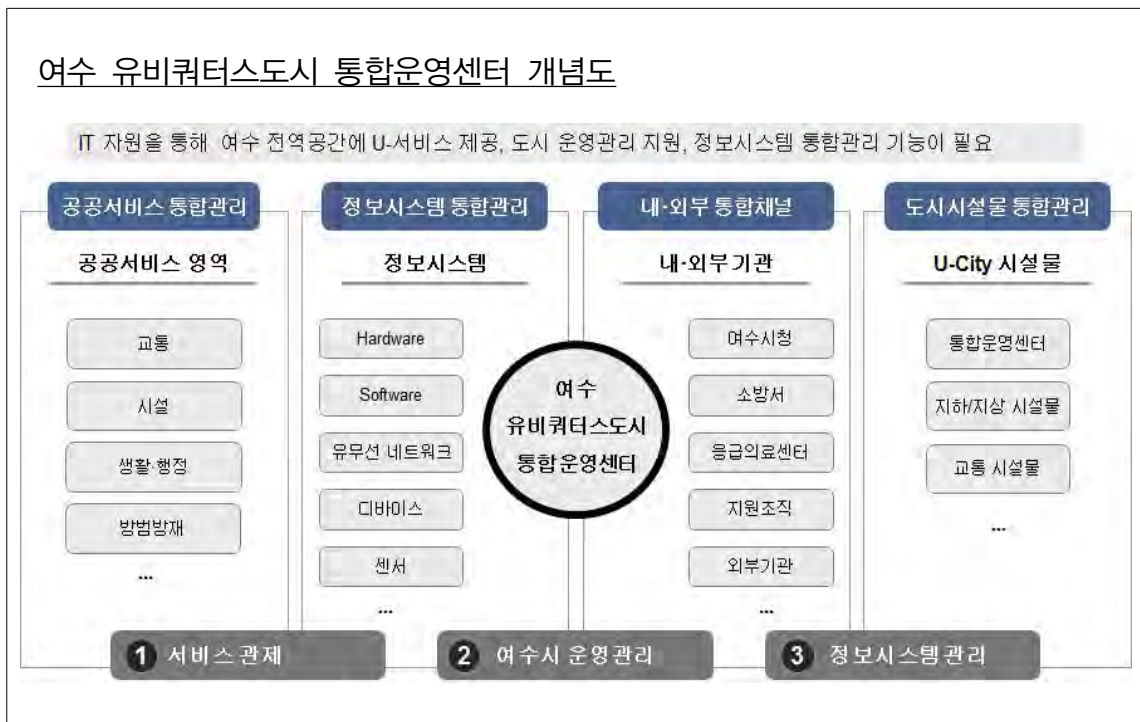 여수 유비쿼터스도시 통합운영센터 개념도
IT 자원을 통해 여수 전역공간에 U-서비스 제공, 도시 운영관리 지원, 정보시스템 통합관리 기능이 필요
공공서비스 통합관리
공공서비스 영역
교통
시설
생활·행정
방범방재
...
정보시스템 통합관리
정보시스템
Hardware
Software
유무선 네트워크
디바이스
센서
...
여수
유비쿼터스도시
통합운영센터
내·외부 통합채널
내·외부기관
여수시청
소방서
응급의료센터
지원조직
외부기관
...
도시시설물 통합관리
U-City 시설물
통합운영센터
지하/지상 시설물
교통 시설물
...
1 서비스 관제
2 여수시 운영관리
3 정보시스템관리